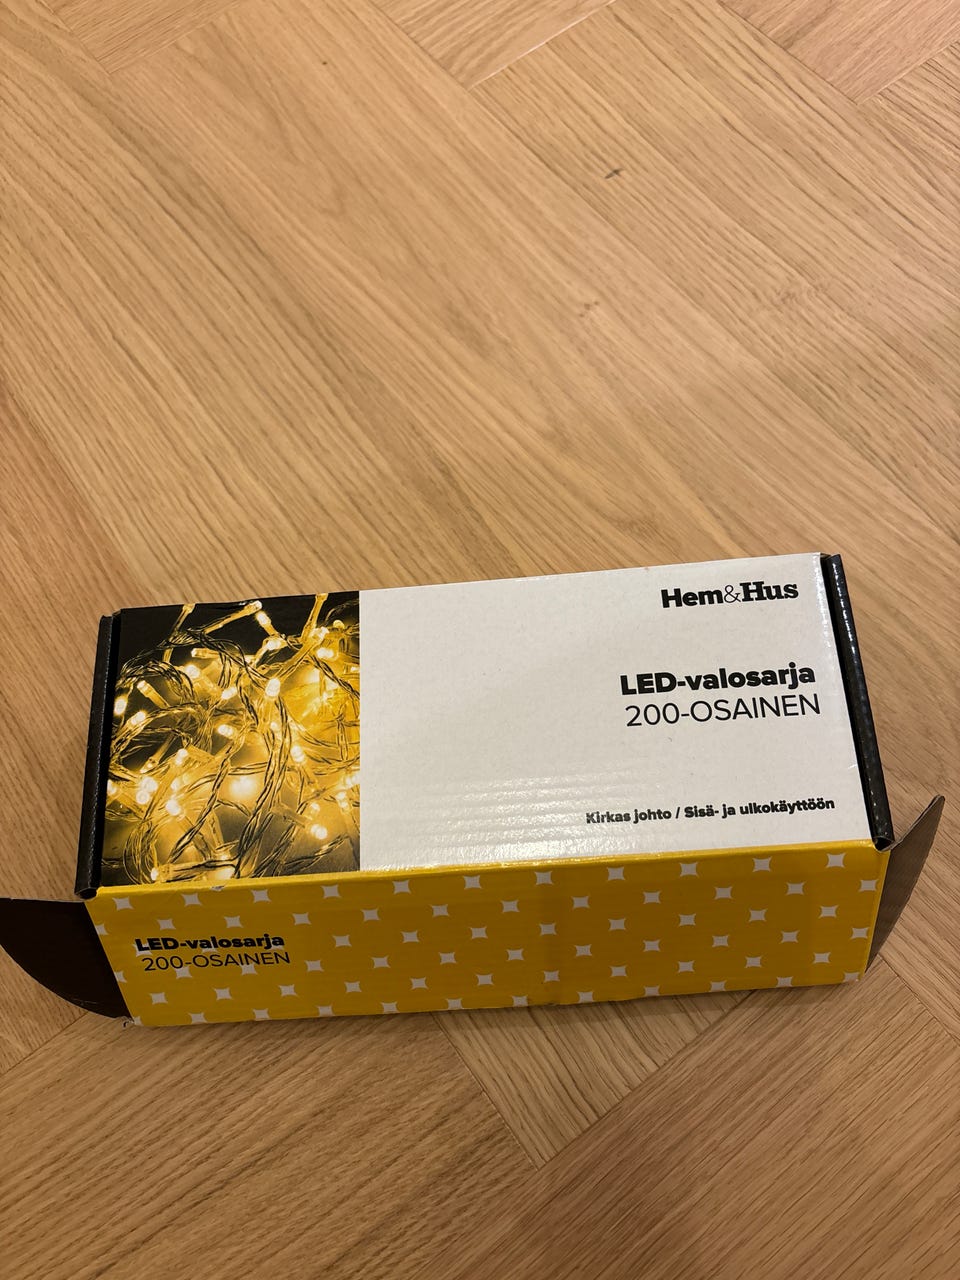 Hem&Hus
LED-valosarja
200-OSAINEN
Kirkas johto / Sisä- ja ulkokäyttöön
LED-valosarja
200-OSAINEN